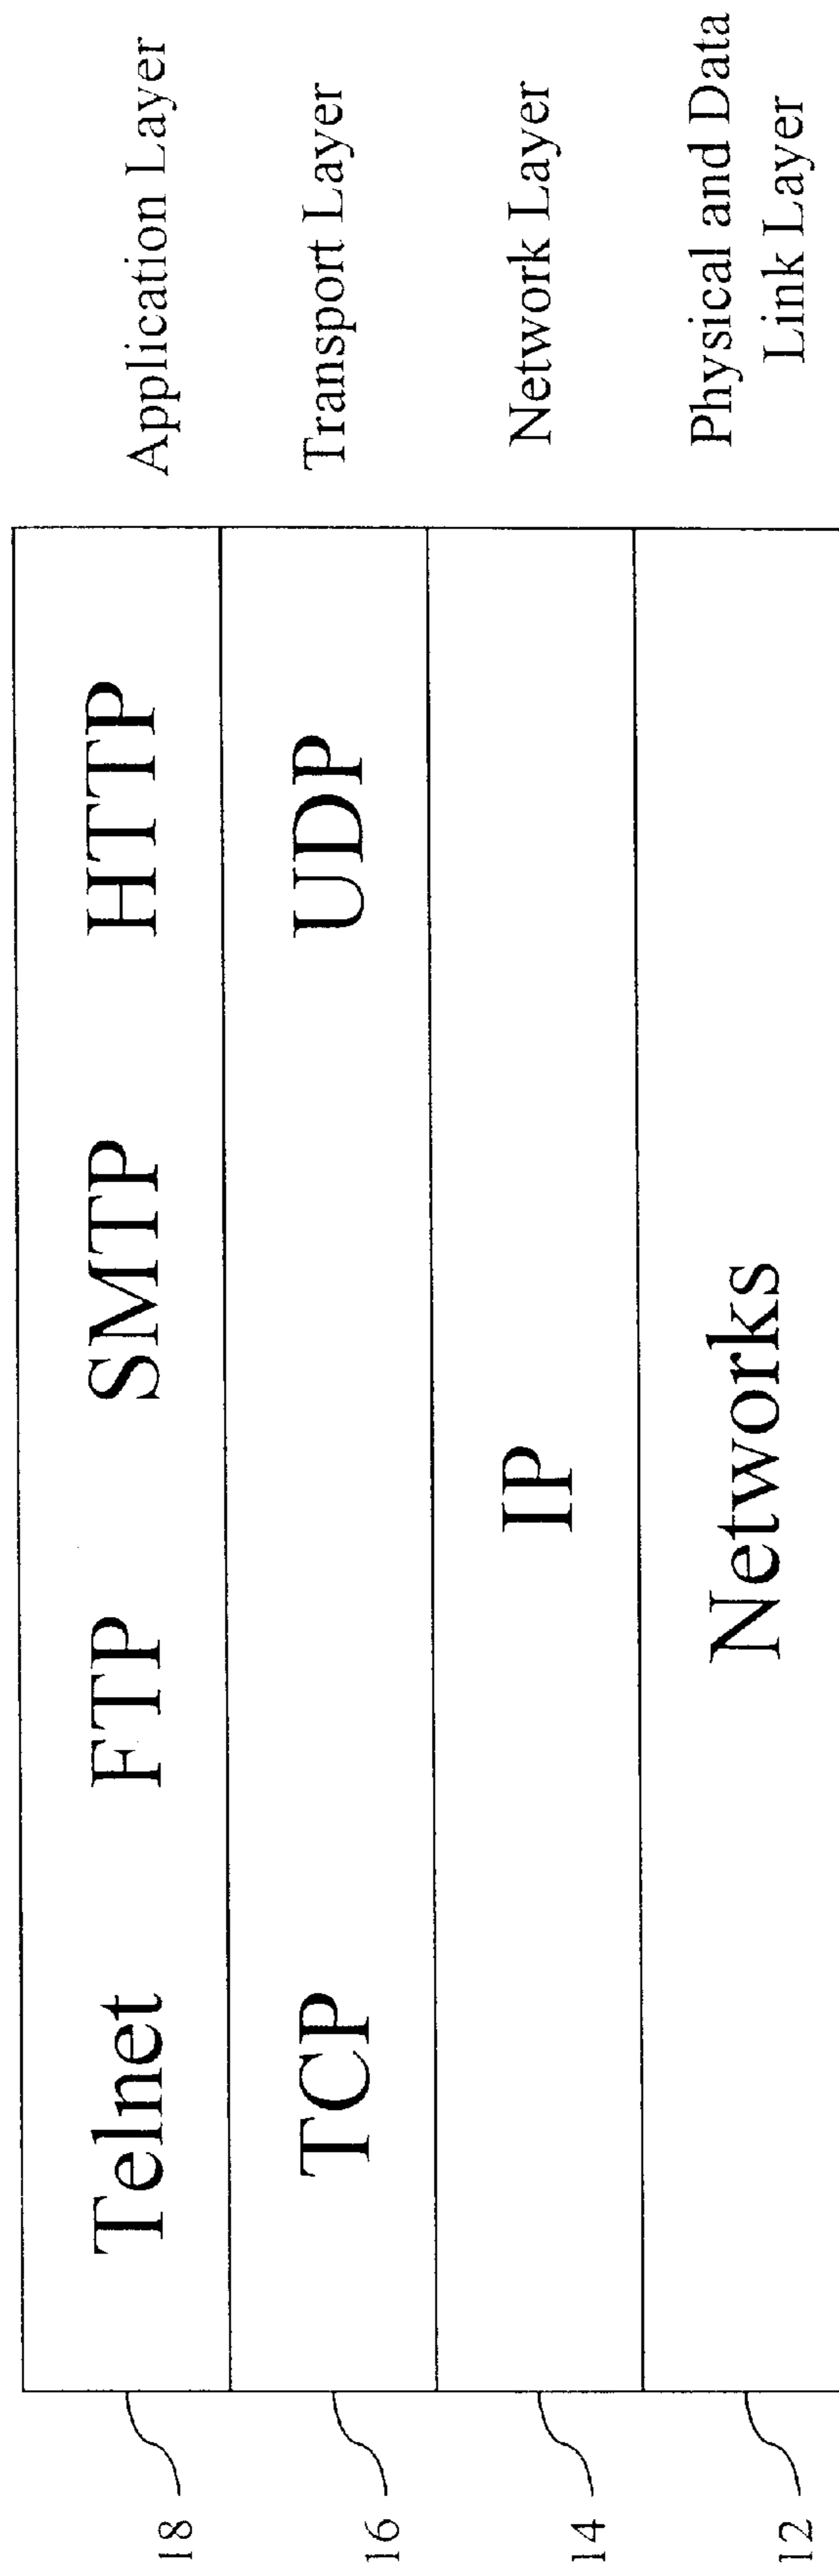 18 Telnet FTP SMTP HTTP Application Layer
16 TCP UDP Transport Layer
14 IP Network Layer
12 Networks Physical and Data
Link Layer